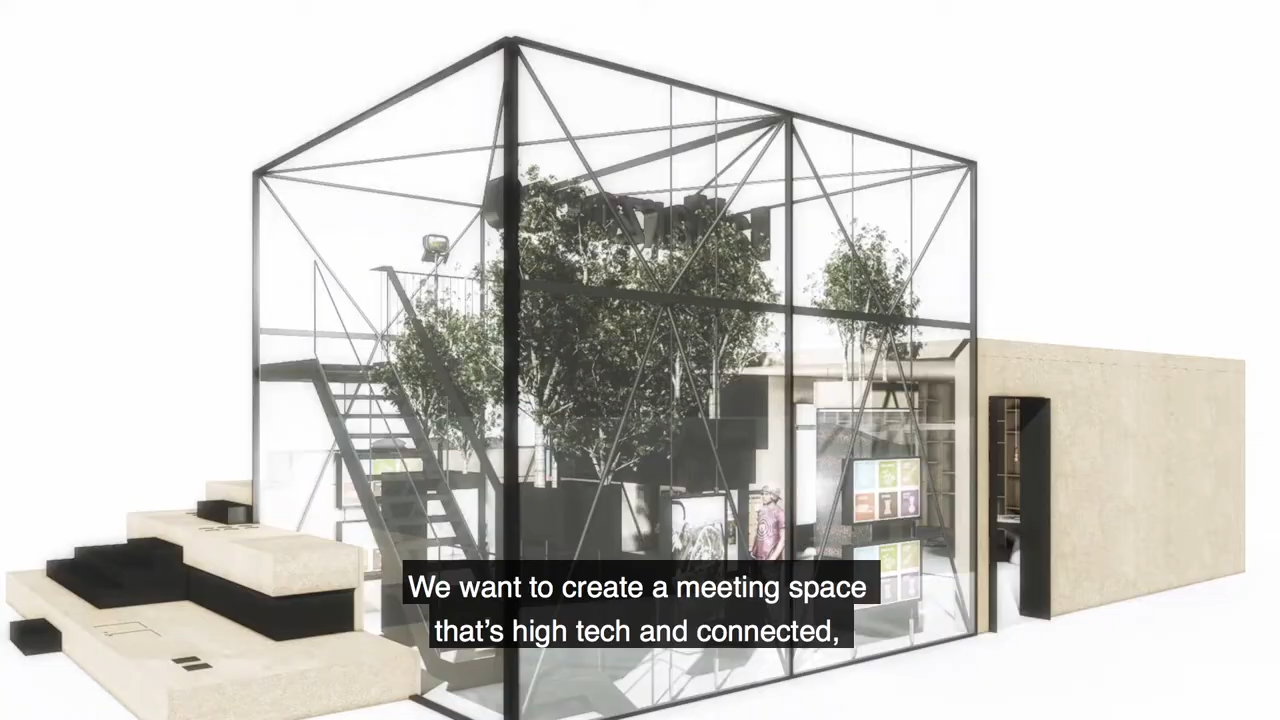 We want to create a meeting space
that's high tech and connected,